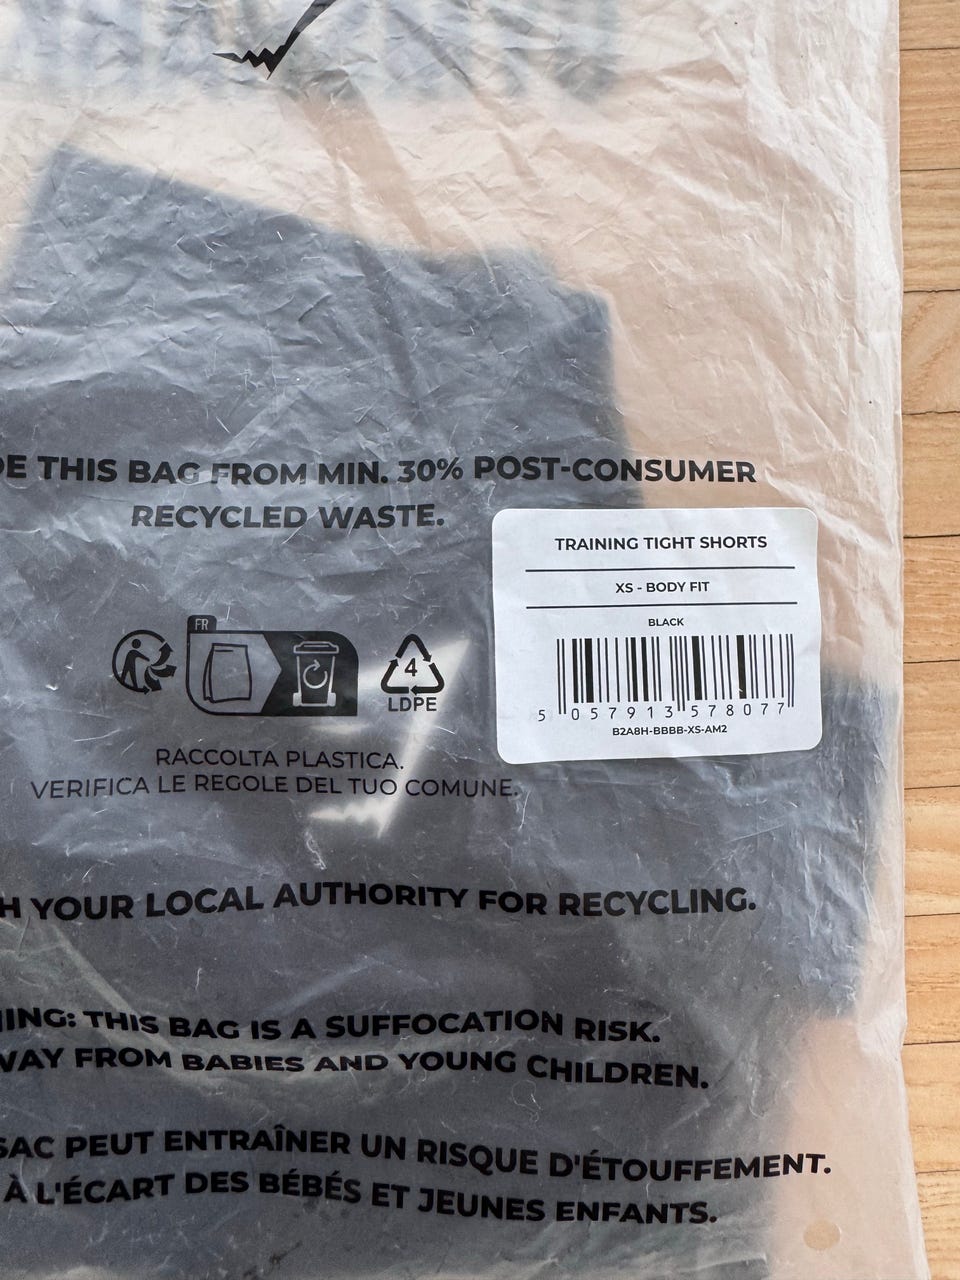 DE THIS BAG FROM MIN. 30% POST-CONSUMER
RECYCLED WASTE.
TRAINING TIGHT SHORTS
XS - BODY FIT
BLACK
5 057913 578077
B2A8H-BBBB-XS-AM2
FR
4
LDPE
RACCOLTA PLASTICA.
VERIFICA LE REGOLE DEL TUO COMUNE.
H YOUR LOCAL AUTHORITY FOR RECYCLING.
ING: THIS BAG IS A SUFFOCATION RISK.
WAY FROM BABIES AND YOUNG CHILDREN.
SAC PEUT ENTRAÎNER UN RISQUE D'ÉTOUFFEMENT.
À L'ÉCART DES BÉBÉS ET JEUNES ENFANTS.